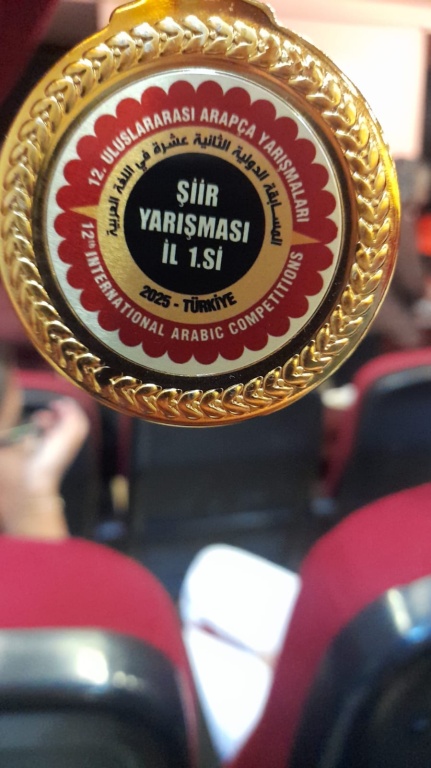 12. ULUSLARARASI ARAPÇA YARIŞMALARI
المسابقة الدولية الثانية عشرة في اللغة العربية
ŞİİR
YARIŞMASI
İL 1.Sİ
2025 - TÜRKİYE
12th INTERNATIONAL ARABIC COMPETITIONS